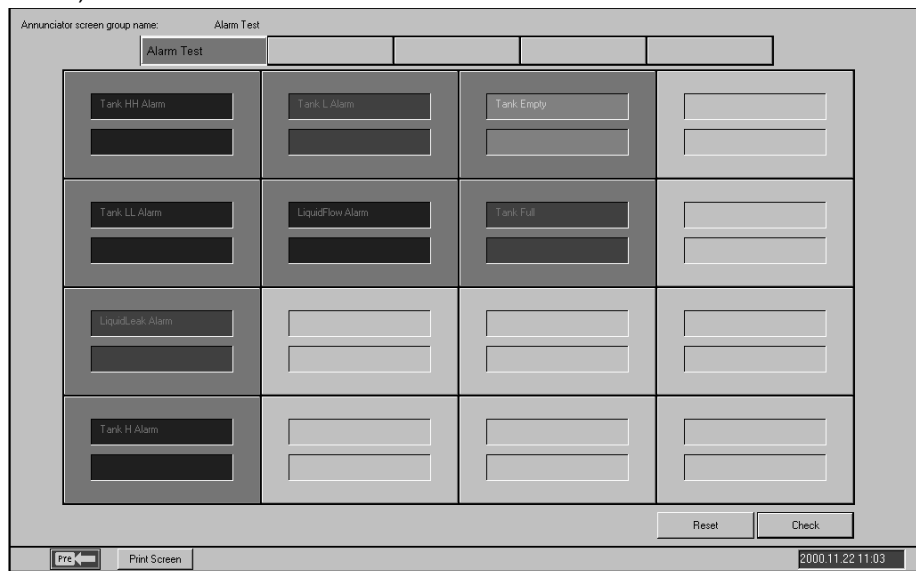 Annunciator screen group name: Alarm Test
Alarm Test
Tank HH Alarm Tank L Alarm Tank Empty
Tank LL Alarm LiquidFlow Alarm Tank Full
LiquidLeak Alarm
Tank H Alarm
Reset Check
Pre Print Screen 2000.11.22 11:03